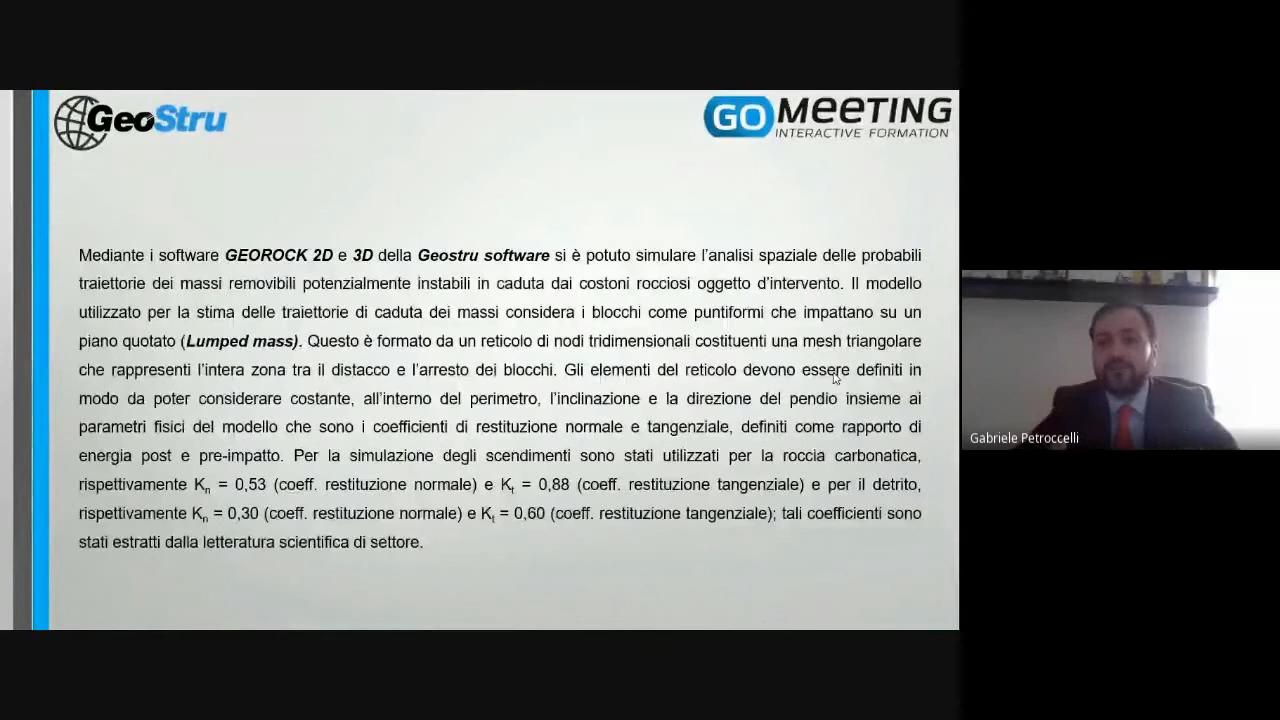 GeoStru
GO MEETING
INTERACTIVE FORMATION
Mediante i software GEOROCK 2D e 3D della Geostru software si è potuto simulare l'analisi spaziale delle probabili
traiettorie dei massi removibili potenzialmente instabili in caduta dai costoni rocciosi oggetto d'intervento. Il modello
utilizzato per la stima delle traiettorie di caduta dei massi considera i blocchi come puntiformi che impattano su un
piano quotato (Lumped mass). Questo è formato da un reticolo di nodi tridimensionali costituenti una mesh triangolare
che rappresenti l'intera zona tra il distacco e l'arresto dei blocchi. Gli elementi del reticolo devono essere definiti in
modo da poter considerare costante, all'interno del perimetro, l'inclinazione e la direzione del pendio insieme ai
parametri fisici del modello che sono i coefficienti di restituzione normale e tangenziale, definiti come rapporto di
energia post e pre-impatto. Per la simulazione degli scendimenti sono stati utilizzati per la roccia carbonatica,
rispettivamente Kn = 0,53 (coeff. restituzione normale) e Kt = 0,88 (coeff. restituzione tangenziale) e per il detrito,
rispettivamente Kn = 0,30 (coeff. restituzione normale) e Kt = 0,60 (coeff. restituzione tangenziale); tali coefficienti sono
stati estratti dalla letteratura scientifica di settore.
Gabriele Petroccelli